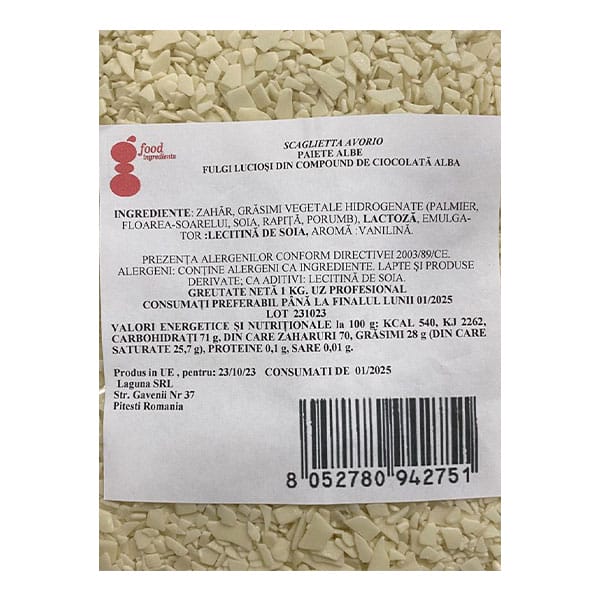 food
ingredients
SCAGLIETTA AVORIO
PAIETE ALBE
FULGI LUCIOȘI DIN COMPOUND DE CIOCOLATĂ ALBA
INGREDIENTE: ZAHĂR, GRĂSIMI VEGETALE HIDROGENATE (PALMIER,
FLOAREA-SOARELUI, SOIA, RAPIȚĂ, PORUMB), LACTOZĂ, EMULGA-
TOR :LECITINĂ DE SOIA, AROMĂ :VANILINĂ.
PREZENȚA ALERGENILOR CONFORM DIRECTIVEI 2003/89/CE.
ALERGENI: CONȚINE ALERGENI CA INGREDIENTE. LAPTE ȘI PRODUSE
DERIVATE; CA ADITIVI: LECITINĂ DE SOIA.
GREUTATE NETĂ 1 KG. UZ PROFESIONAL
CONSUMAȚI PREFERABIL PÂNĂ LA FINALUL LUNII 01/2025
LOT 231023
VALORI ENERGETICE ȘI NUTRIȚIONALE la 100 g: KCAL 540, KJ 2262,
CARBOHIDRAȚI 71 g, DIN CARE ZAHARURI 70, GRĂSIMI 28 g (DIN CARE
SATURATE 25,7 g), PROTEINE 0,1 g, SARE 0,01 g.
Produs in UE , pentru: 23/10/23 CONSUMATI DE 01/2025
Laguna SRL
Str. Gavenii Nr 37
Pitesti Romania
8 052780 942751